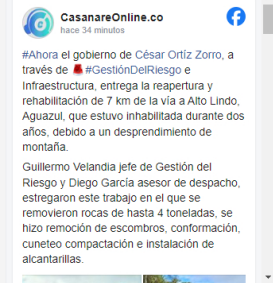 CasanareOnline.co
hace 34 minutos
#Ahora el gobierno de César Ortíz Zorro, a
través de #GestiónDelRiesgo e
Infraestructura, entrega la reapertura y
rehabilitación de 7 km de la vía a Alto Lindo,
Aguazul, que estuvo inhabilitada durante dos
años, debido a un desprendimiento de
montaña.
Guillermo Velandia jefe de Gestión del
Riesgo y Diego García asesor de despacho,
estregaron este trabajo en el que se
removieron rocas de hasta 4 toneladas, se
hizo remoción de escombros, conformación,
cuneteo compactación e instalación de
alcantarillas.